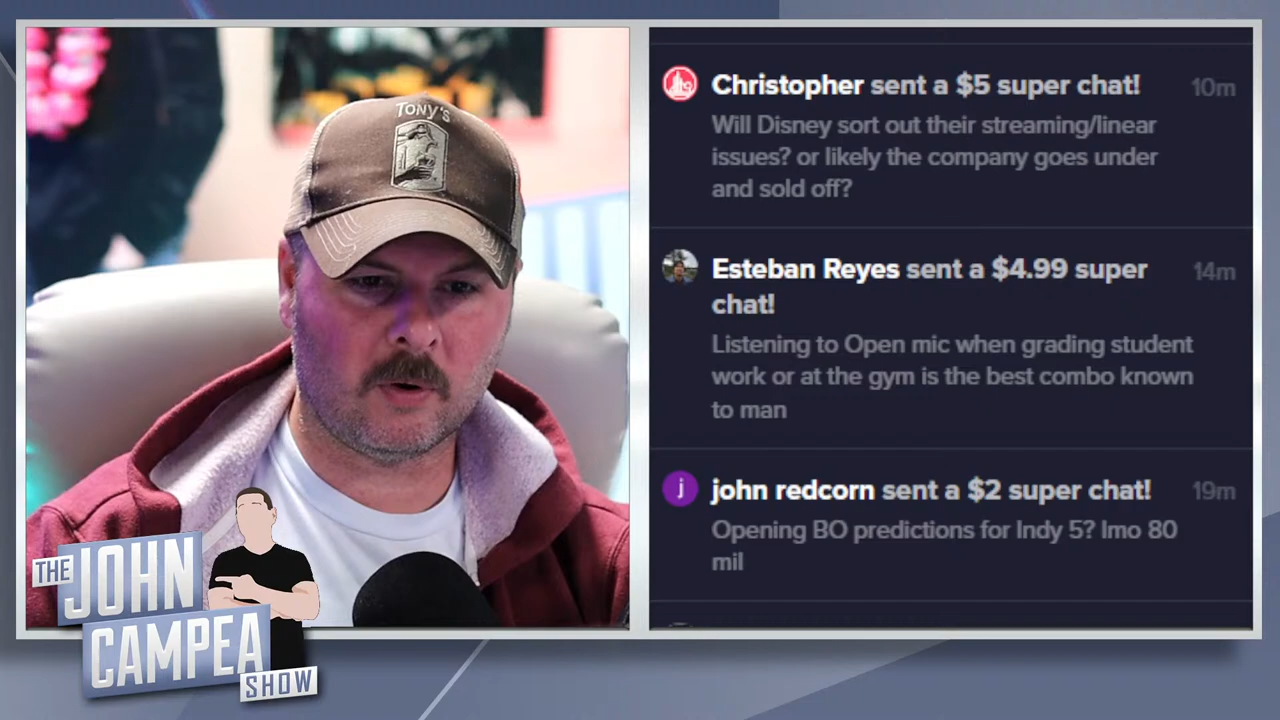 TONY'S
Christopher sent a $5 super chat!
10m
Will Disney sort out their streaming/linear
issues? or likely the company goes under
and sold off?
Esteban Reyes sent a $4.99 super
chat!
14m
Listening to Open mic when grading student
work or at the gym is the best combo known
to man
j
john redcorn sent a $2 super chat!
19m
Opening BO predictions for Indy 5? Imo 80
mil
THE
JOHN
CAMPEA
SHOW